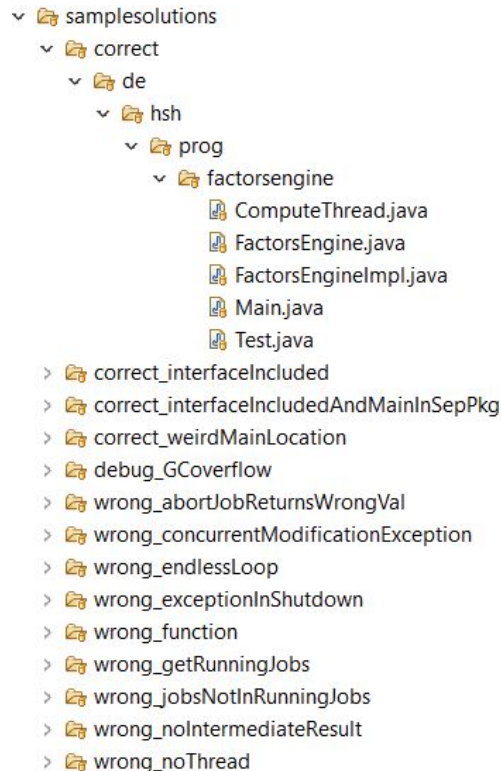 samplesolutions
correct
de
hsh
prog
factorsengine
ComputeThread.java
FactorsEngine.java
FactorsEngineImpl.java
Main.java
Test.java
correct_interfaceIncluded
correct_interfaceIncludedAndMainInSepPkg
correct_weirdMainLocation
debug_GCoverflow
wrong_abortJobReturnsWrongVal
wrong_concurrentModificationException
wrong_endlessLoop
wrong_exceptionInShutdown
wrong_function
wrong_getRunningJobs
wrong_jobsNotInRunningJobs
wrong_noIntermediateResult
wrong_noThread